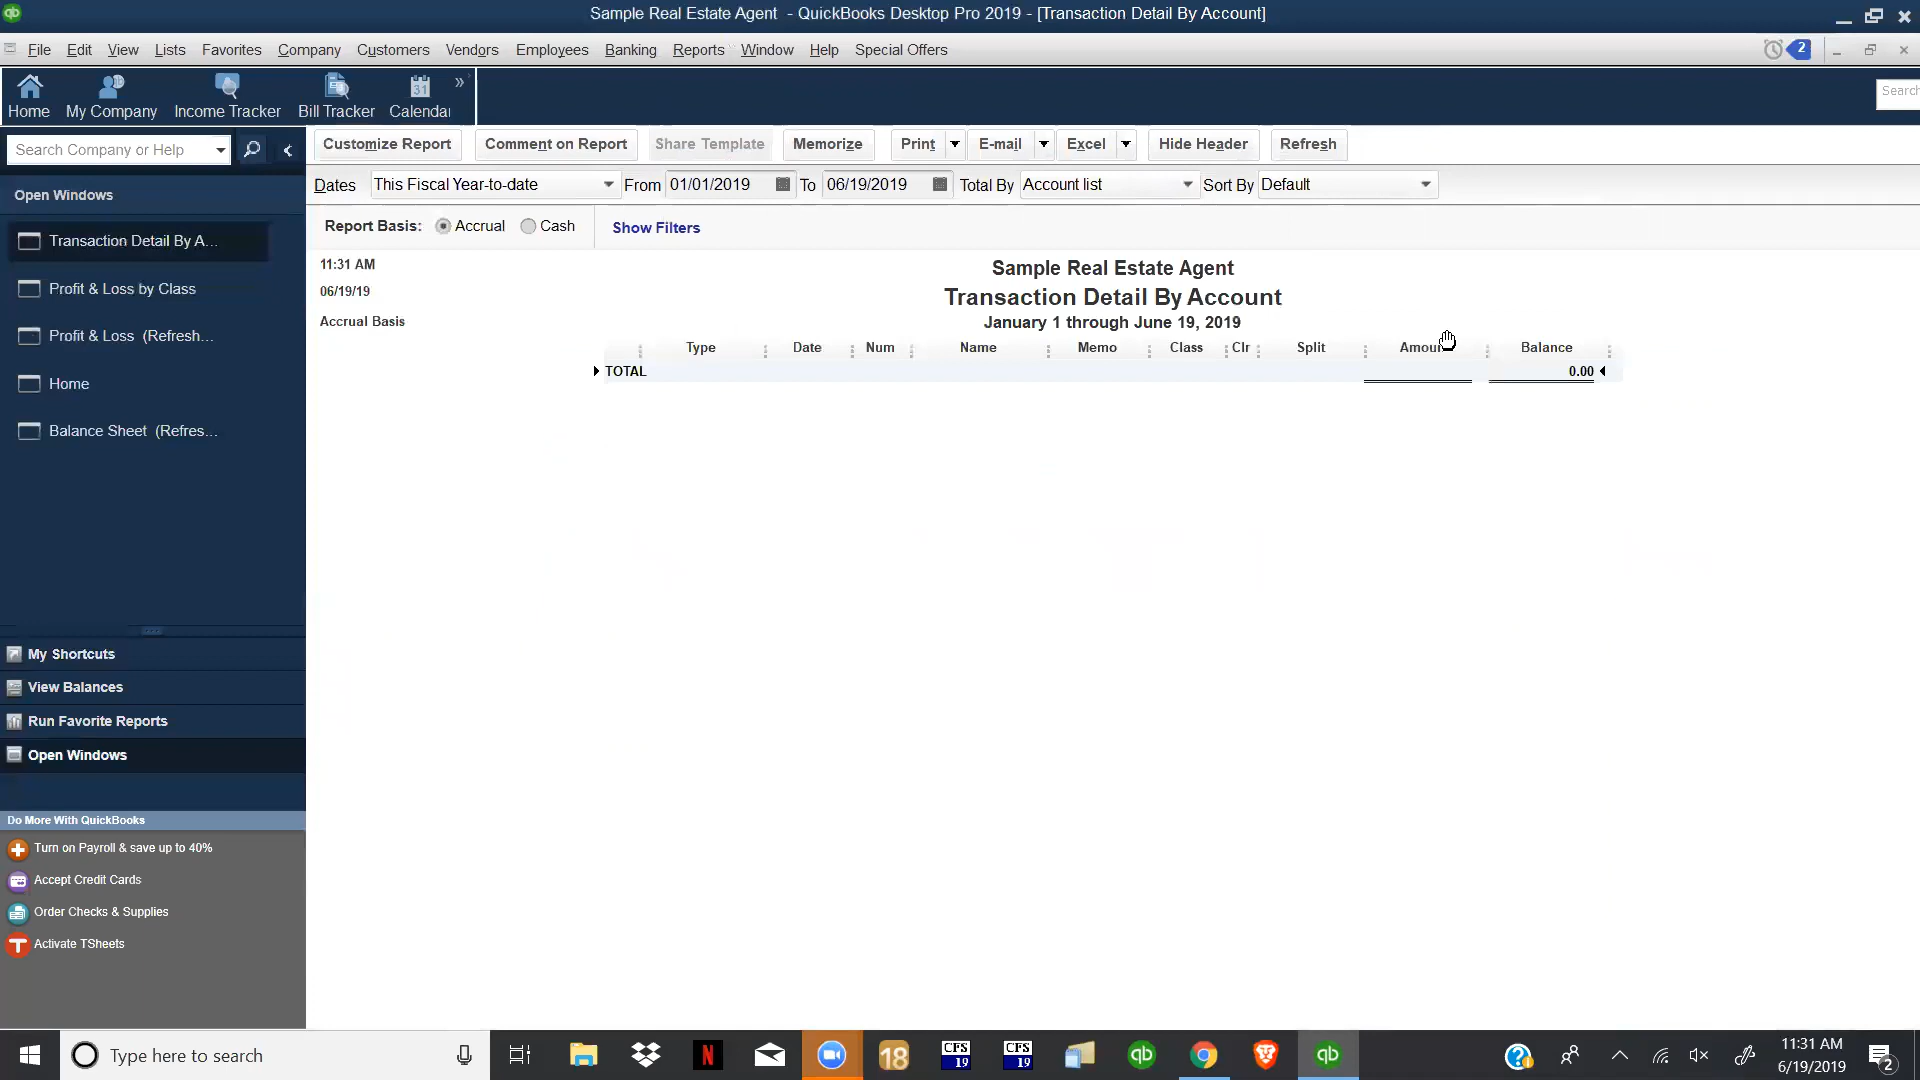 Sample Real Estate Agent - QuickBooks Desktop Pro 2019 - [Transaction Detail By Account]
File Edit View Lists Favorites Company Customers Vendors Employees Banking Reports Window Help Special Offers 2
Home My Company Income Tracker Bill Tracker 31 Calenda » Search
Search Company or Help
Customize Report Comment on Report Share Template Memorize Print E-mail Excel Hide Header Refresh
Dates This Fiscal Year-to-date From 01/01/2019 To 06/19/2019 Total By Account list Sort By Default
Report Basis: Accrual Cash Show Filters
Open Windows
Transaction Detail By A...
Profit & Loss by Class
Profit & Loss (Refresh...
Home
Balance Sheet (Refres...
My Shortcuts
View Balances
Run Favorite Reports
Open Windows
Do More With QuickBooks
Turn on Payroll & save up to 40%
Accept Credit Cards
Order Checks & Supplies
Activate TSheets
11:31 AM
06/19/19
Accrual Basis
Sample Real Estate Agent
Transaction Detail By Account
January 1 through June 19, 2019
Type Date Num Name Memo Class Clr Split Amoun Balance
TOTAL 0.00
Type here to search
N
18
CFS 19
CFS 19
qb
qb
11:31 AM
6/19/2019
2